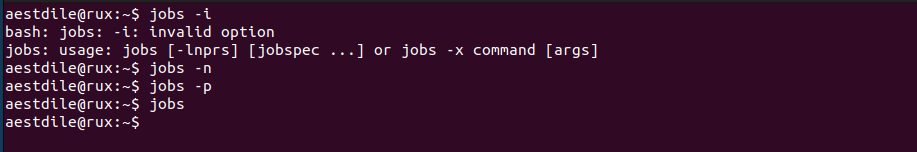 aestdile@rux:~$ jobs -i
bash: jobs: -i: invalid option
jobs: usage: jobs [-lnprs] [jobspec ...] or jobs -x command [args]
aestdile@rux:~$ jobs -n
aestdile@rux:~$ jobs -p
aestdile@rux:~$ jobs
aestdile@rux:~$